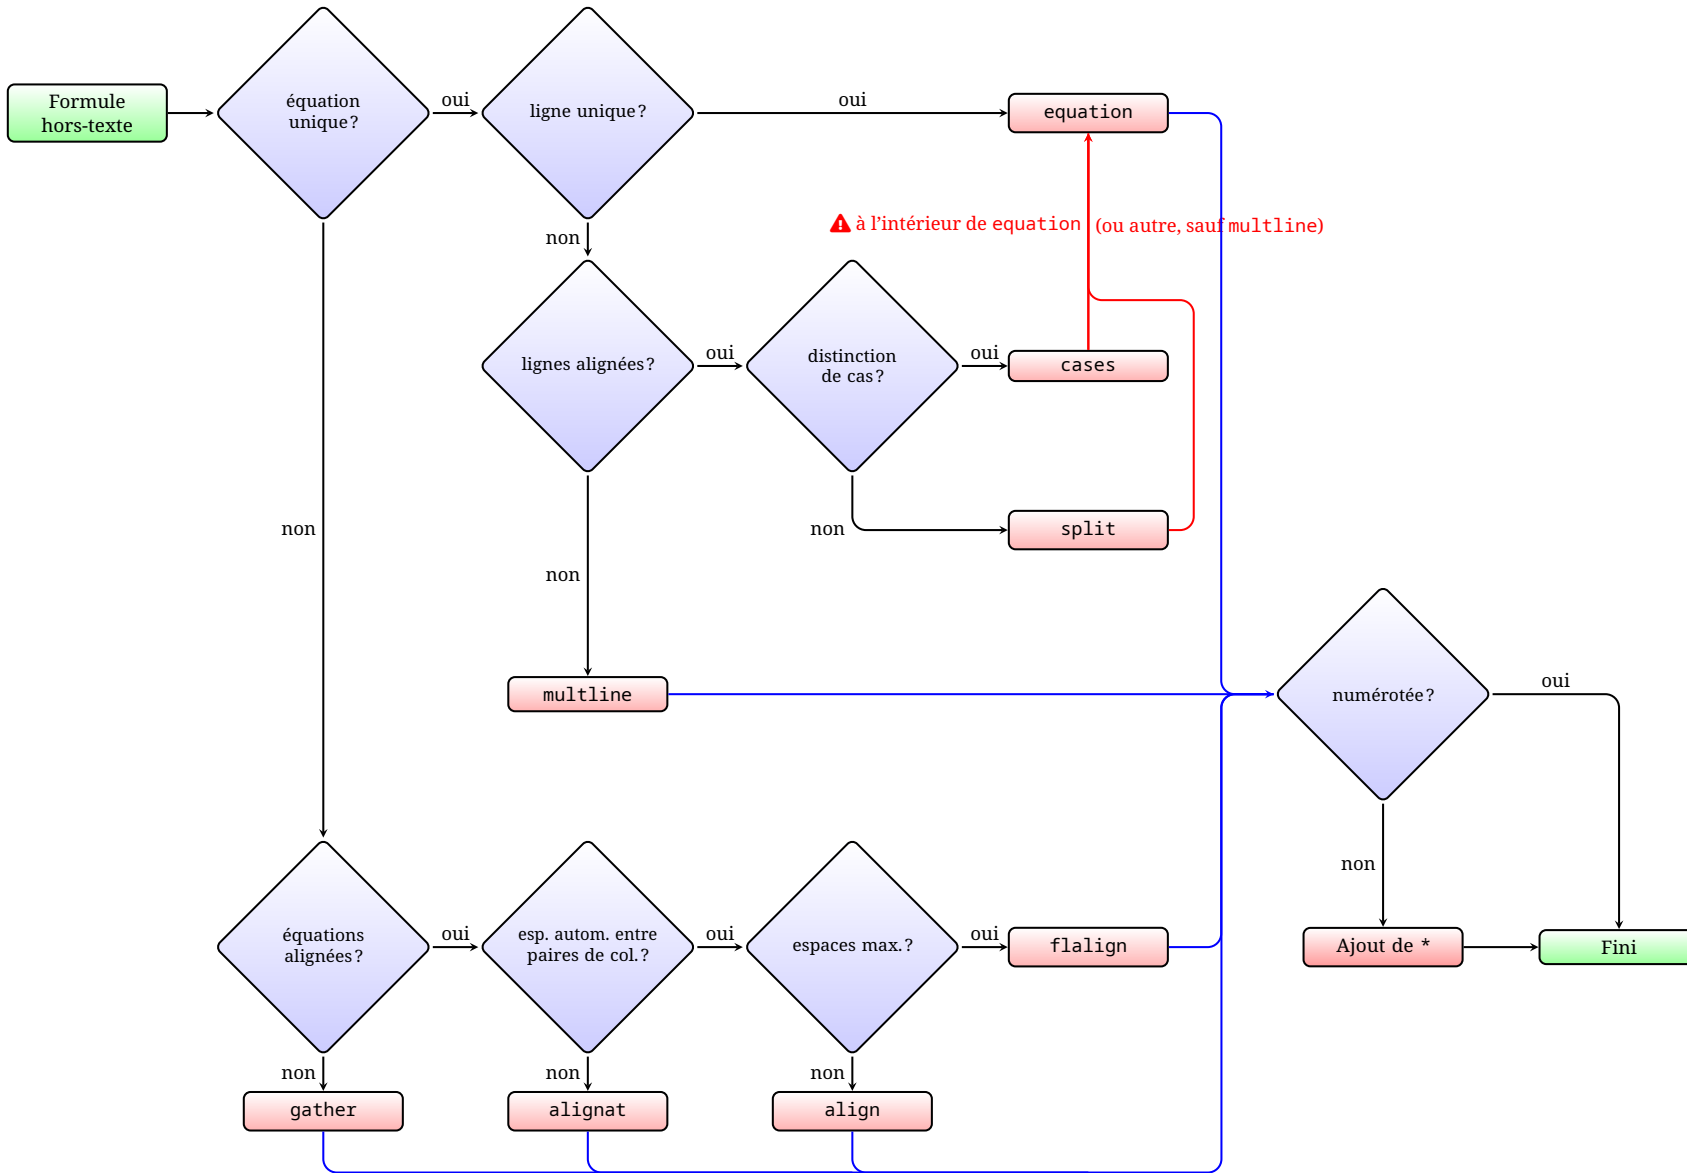 Formule
hors-texte
équation
unique ?
oui
ligne unique ?
oui
equation
non
à l’intérieur de equation
(ou autre, sauf multline)
lignes alignées ?
oui
distinction
de cas ?
oui
cases
non
non
split
non
multline
numérotée ?
oui
non
équations
alignées ?
oui
esp. autom. entre
paires de col. ?
oui
espaces max. ?
oui
flalign
Ajout de *
Fini
non
non
non
gather
alignat
align